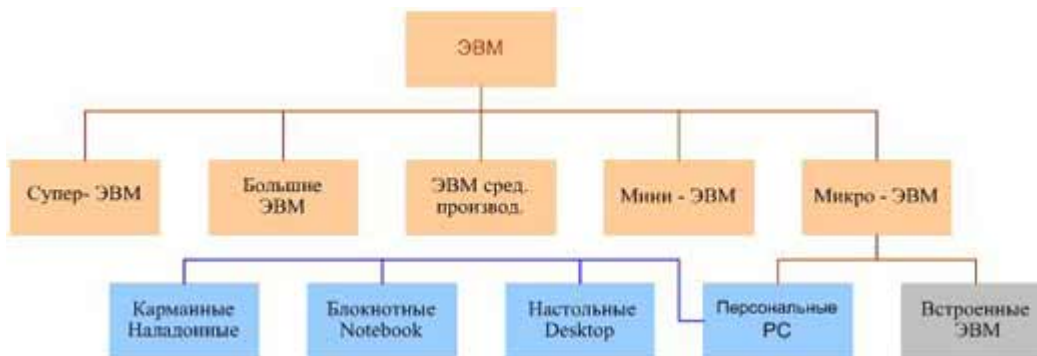 ЭВМ
Супер- ЭВМ
Большие
ЭВМ
ЭВМ сред.
производ.
Мини - ЭВМ
Микро - ЭВМ
Карманные
Наладонные
Блокнотные
Notebook
Настольные
Desktop
Персональные
PC
Встроенные
ЭВМ